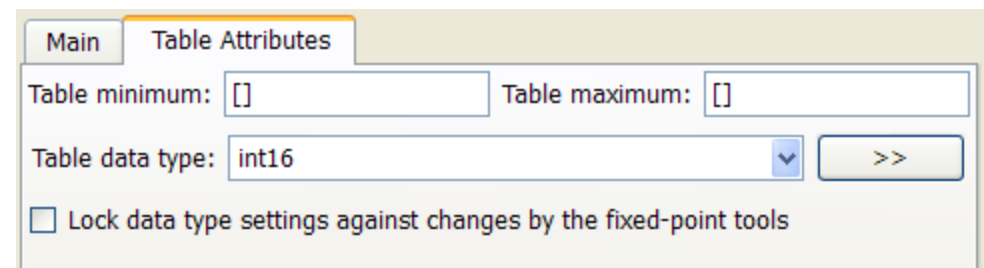 Main Table Attributes
Table minimum: [] Table maximum: []
Table data type: int16 >>
Lock data type settings against changes by the fixed-point tools